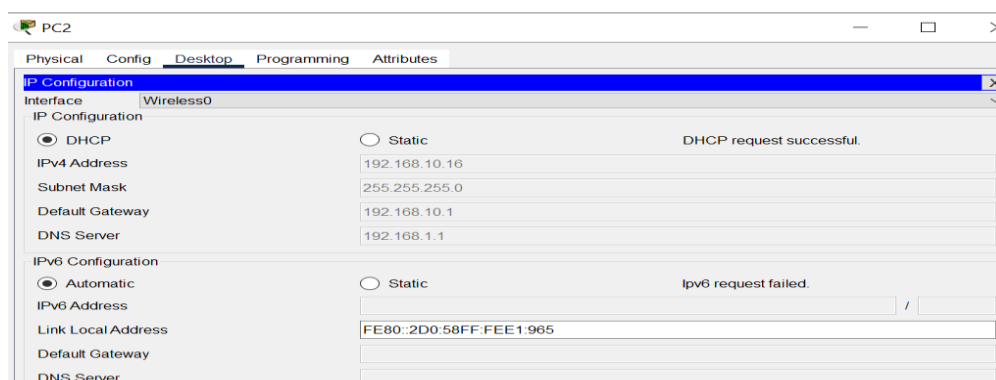 PC2
Physical Config Desktop Programming Attributes
IP Configuration
Interface Wireless0
IP Configuration
DHCP Static DHCP request successful.
IPv4 Address 192.168.10.16
Subnet Mask 255.255.255.0
Default Gateway 192.168.10.1
DNS Server 192.168.1.1
IPv6 Configuration
Automatic Static Ipv6 request failed.
IPv6 Address /
Link Local Address FE80::2D0:58FF:FEE1:965
Default Gateway
DNS Server